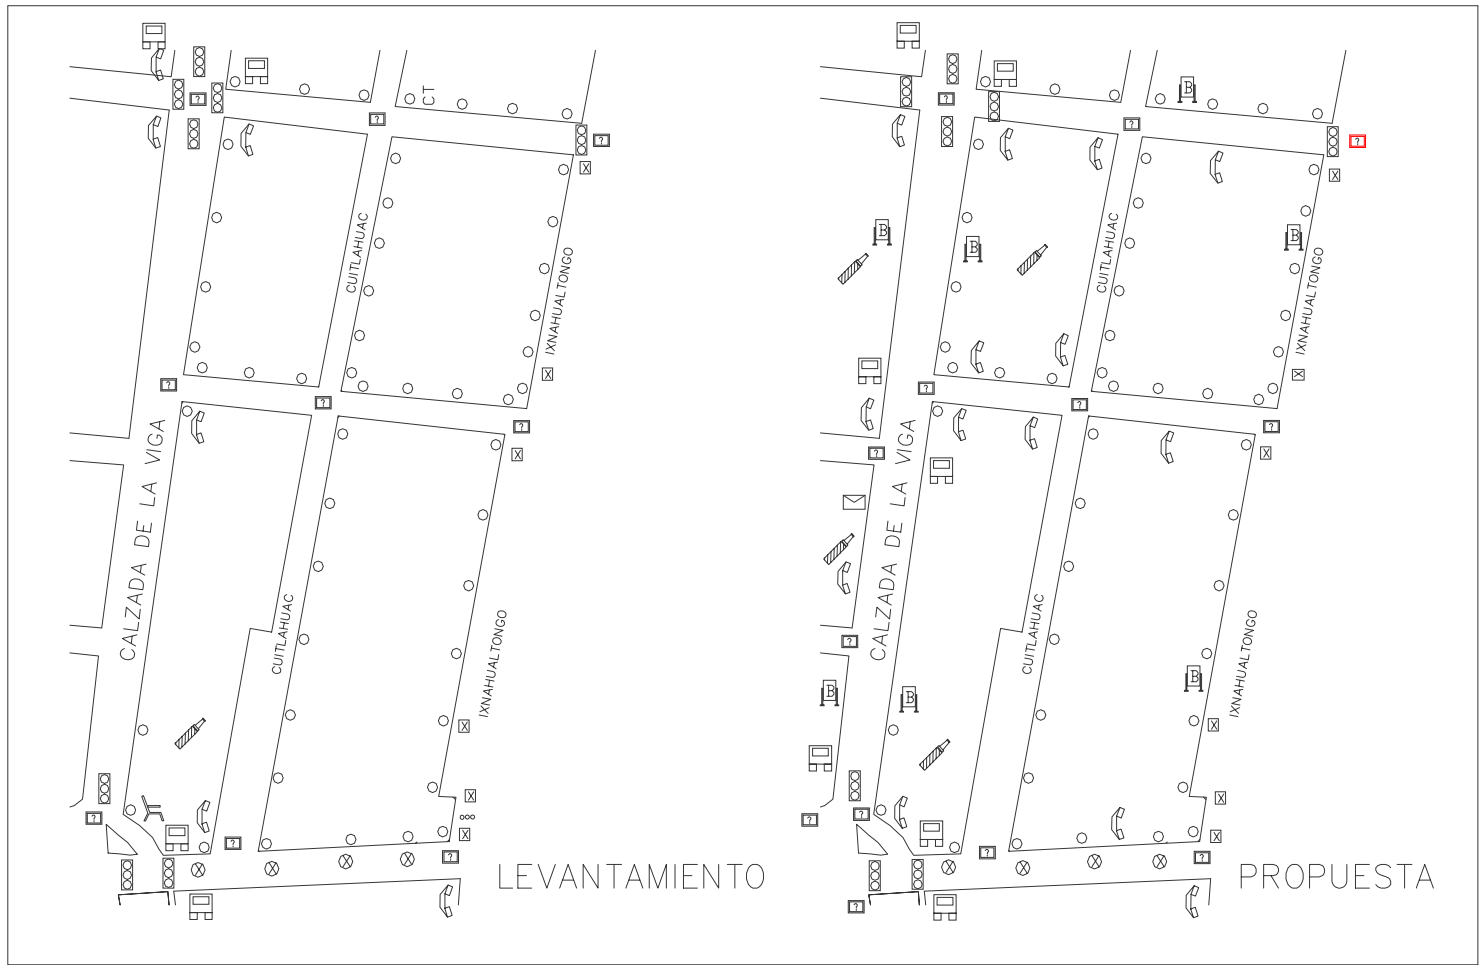 CT
CUITLAHUAC
IXNAHUALTONGO
CALZADA DE LA VIGA
CUITLAHUAC
IXNAHUALTONGO
LEVANTAMIENTO
B
B
B
B
CUITLAHUAC
IXNAHUALTONGO
CALZADA DE LA VIGA
CUITLAHUAC
IXNAHUALTONGO
B
B
B
PROPUESTA